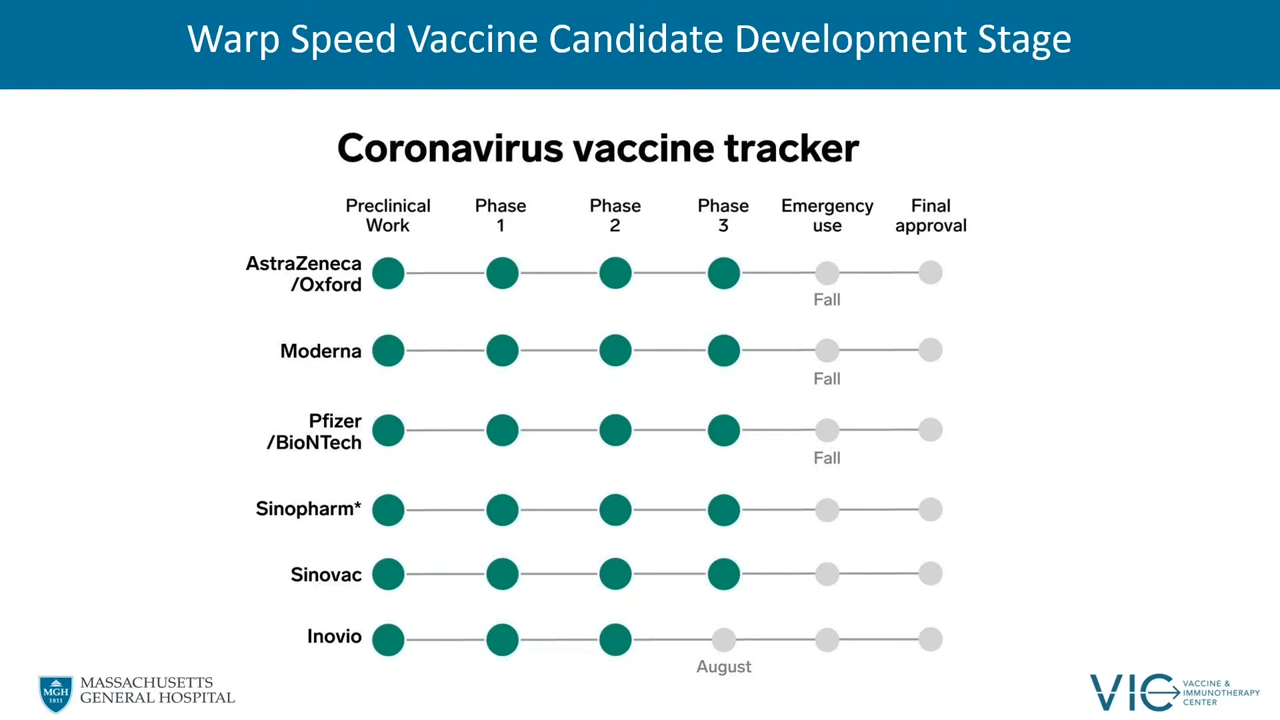 Warp Speed Vaccine Candidate Development Stage
Coronavirus vaccine tracker
Preclinical
Work
Phase
1
Phase
2
Phase
3
Emergency
use
Final
approval
AstraZeneca
/Oxford
Fall
Moderna
Fall
Pfizer
/BioNTech
Fall
Sinopharm*
Sinovac
Inovio
August
MGH
1811
MASSACHUSETTS
GENERAL HOSPITAL
VIC
VACCINE &
IMMUNOTHERAPY
CENTER